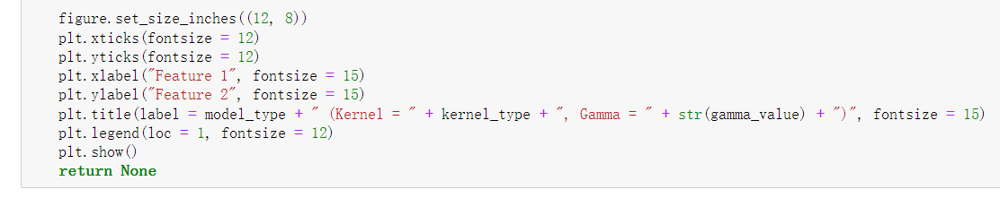 figure.set_size_inches((12, 8))
plt.xticks(fontsize = 12)
plt.yticks(fontsize = 12)
plt.xlabel("Feature 1", fontsize = 15)
plt.ylabel("Feature 2", fontsize = 15)
plt.title(label = model_type + " (Kernel = " + kernel_type + ", Gamma = " + str(gamma_value) + ")", fontsize = 15)
plt.legend(loc = 1, fontsize = 12)
plt.show()
return None